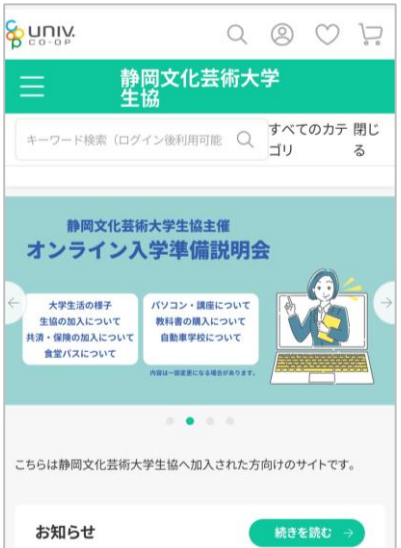 UNIV.
CO-OP
静岡文化芸術大学
生協
キーワード検索（ログイン後利用可能
すべてのカテ
ゴリ
閉じ
る
静岡文化芸術大学生協主催
オンライン入学準備説明会
大学生活の様子
生協の加入について
共済・保険の加入について
食堂パスについて
パソコン・講座について
教科書の購入について
自動車学校について
内容は一部変更になる場合があります。
こちらは静岡文化芸術大学生協へ加入された方向けのサイトです。
お知らせ
続きを読む →